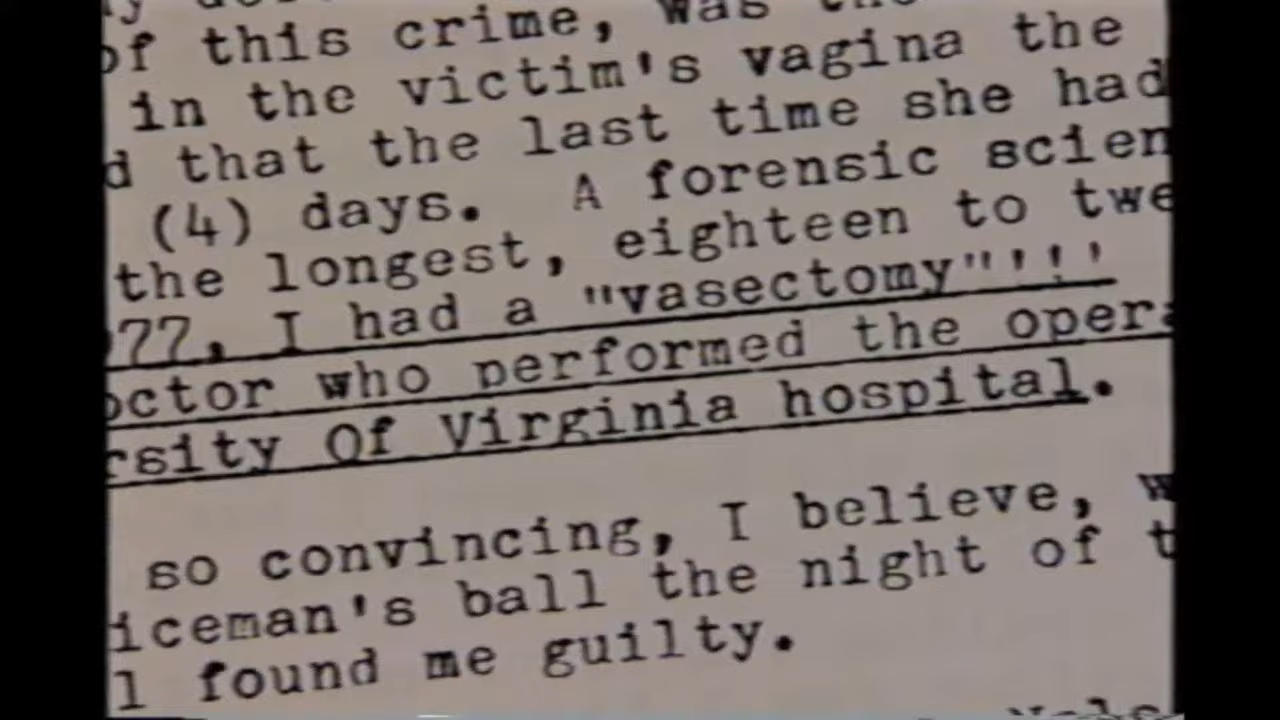 of this crime, was
in the victim's vagina the
d that the last time she had
(4) days. A forensic scien
the longest, eighteen to twe
77, I had a "vasectomy"!!!
octor who performed the opera
rsity Of Virginia hospital.
so convincing, I believe, w
iceman's ball the night of t
l found me guilty.